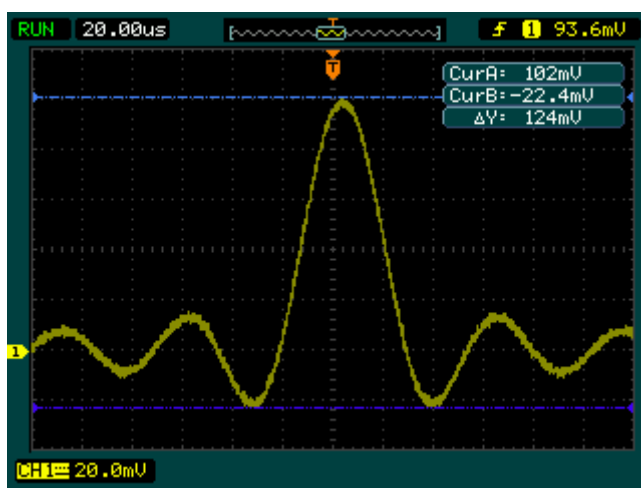 RUN 20.00us T f 1 93.6mV
T
CurA: 102mV
CurB:-22.4mV
ΔY: 124mV
1
CH1 20.0mV